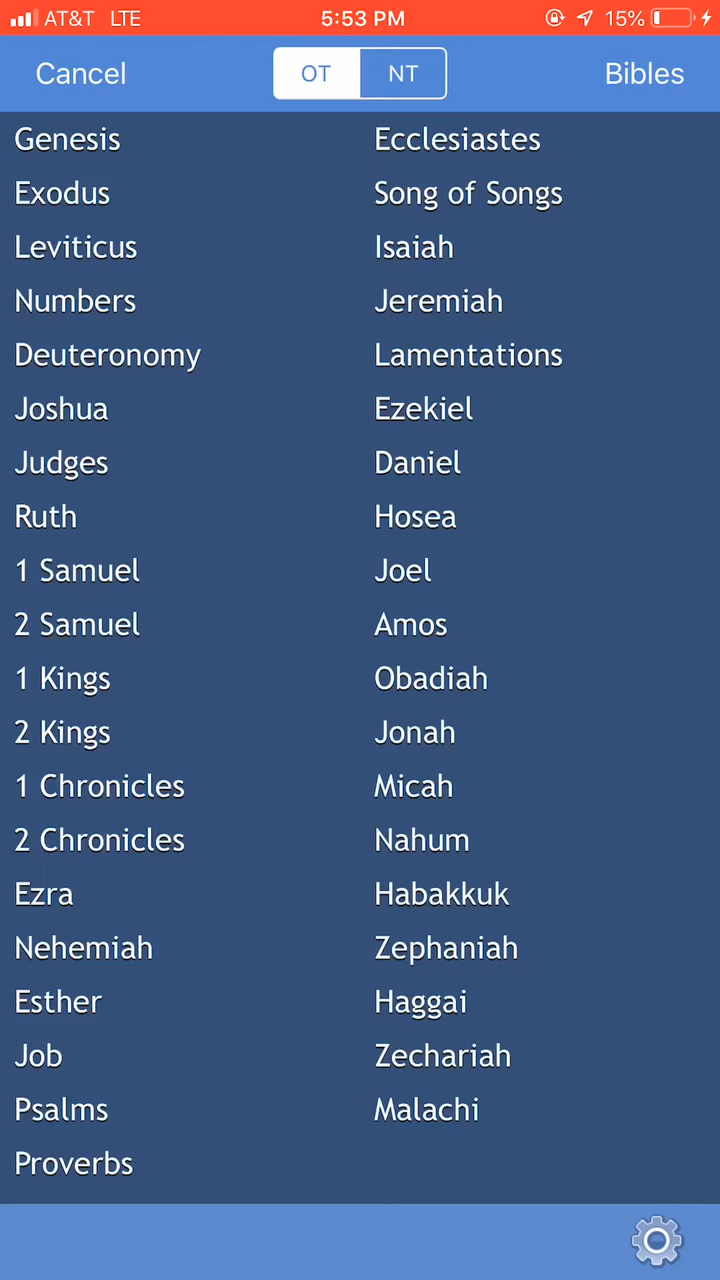 AT&T LTE 5:53 PM 15%
Cancel OT NT Bibles
Genesis
Exodus
Leviticus
Numbers
Deuteronomy
Joshua
Judges
Ruth
1 Samuel
2 Samuel
1 Kings
2 Kings
1 Chronicles
2 Chronicles
Ezra
Nehemiah
Esther
Job
Psalms
Proverbs
Ecclesiastes
Song of Songs
Isaiah
Jeremiah
Lamentations
Ezekiel
Daniel
Hosea
Joel
Amos
Obadiah
Jonah
Micah
Nahum
Habakkuk
Zephaniah
Haggai
Zechariah
Malachi